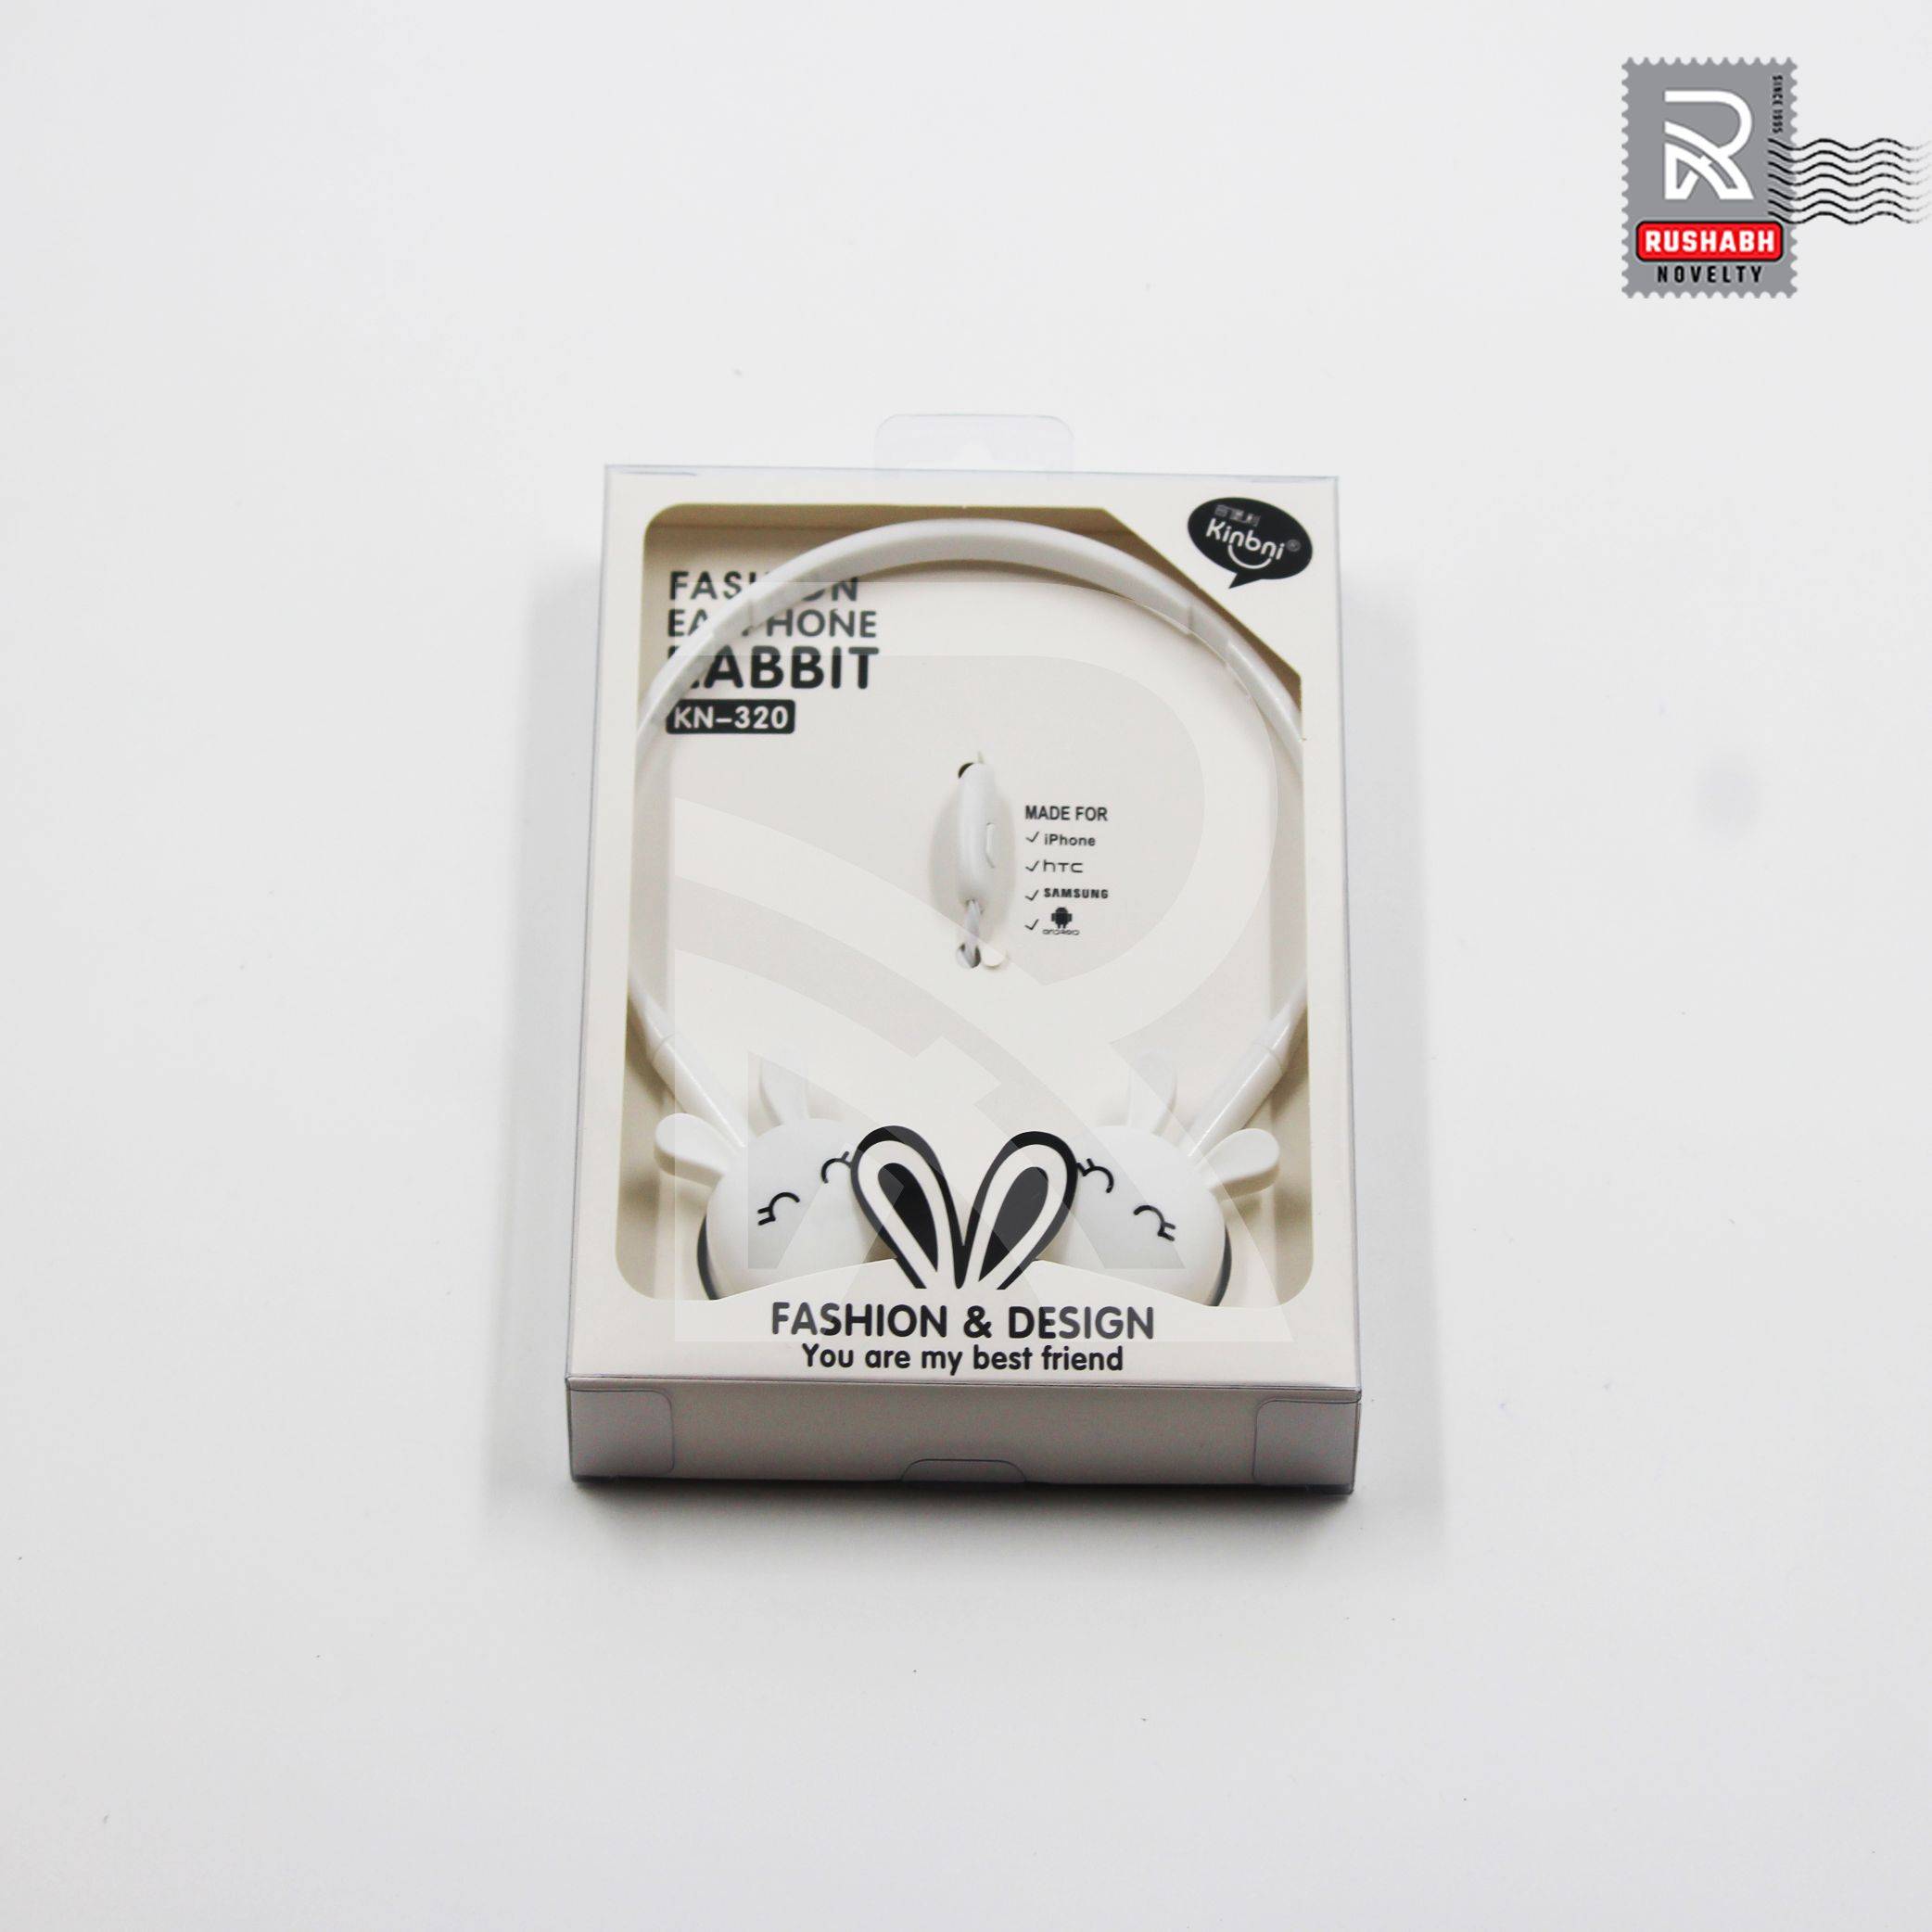 SINCE 1995
RUSHABH
NOVELTY
Kinbni®
FASHION
EARPHONE
RABBIT
KN-320
MADE FOR
iPhone
hTC
SAMSUNG
ANDROID
FASHION & DESIGN
You are my best friend